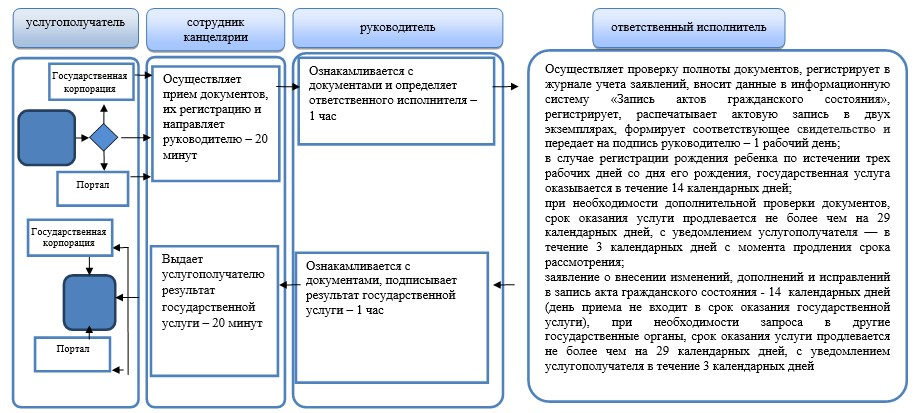 услугополучатель
сотрудник
канцелярии
руководитель
ответственный исполнитель
Государственная
корпорация
Портал
Осуществляет
прием документов,
их регистрацию и
направляет
руководителю – 20
минут
Ознакамливается с
документами и определяет
ответственного исполнителя –
1 час
Осуществляет проверку полноты документов, регистрирует в
журнале учета заявлений, вносит данные в информационную
систему «Запись актов гражданского состояния»,
регистрирует, распечатывает актовую запись в двух
экземплярах, формирует соответствующее свидетельство и
передает на подпись руководителю – 1 рабочий день;
в случае регистрации рождения ребенка по истечении трех
рабочих дней со дня его рождения, государственная услуга
оказывается в течение 14 календарных дней;
при необходимости дополнительной проверки документов,
срок оказания услуги продлевается не более чем на 29
календарных дней, с уведомлением услугополучателя — в
течение 3 календарных дней с момента продления срока
рассмотрения;
заявление о внесении изменений, дополнений и исправлений
в запись акта гражданского состояния - 14 календарных дней
(день приема не входит в срок оказания государственной
услуги), при необходимости запроса в другие
государственные органы, срок оказания услуги продлевается
не более чем на 29 календарных дней, с уведомлением
услугополучателя в течение 3 календарных дней
Ознакамливается с
документами, подписывает
результат государственной
услуги – 1 час
Выдает
услугополучателю
результат
государственной
услуги – 20 минут
Государственная
корпорация
Портал